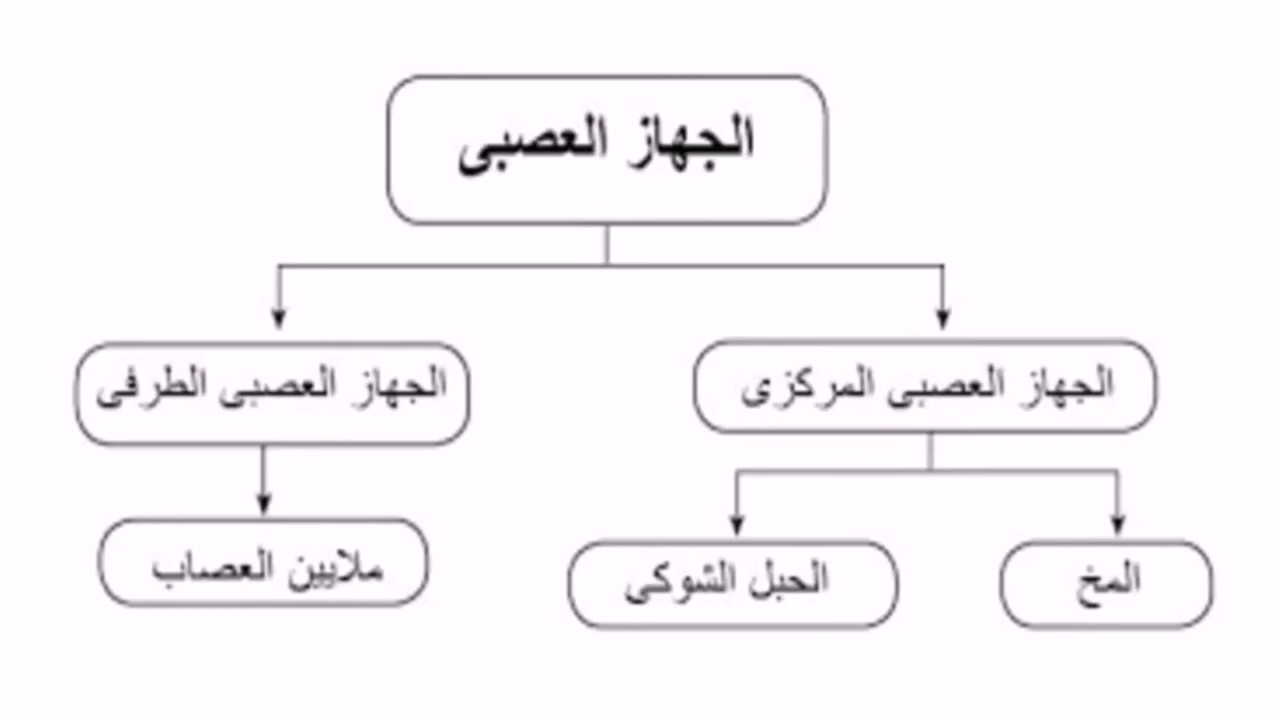 الجهاز العصبى
الجهاز العصبى المركزى
الجهاز العصبى الطرفى
المخ
الحبل الشوكى
ملايين العصاب